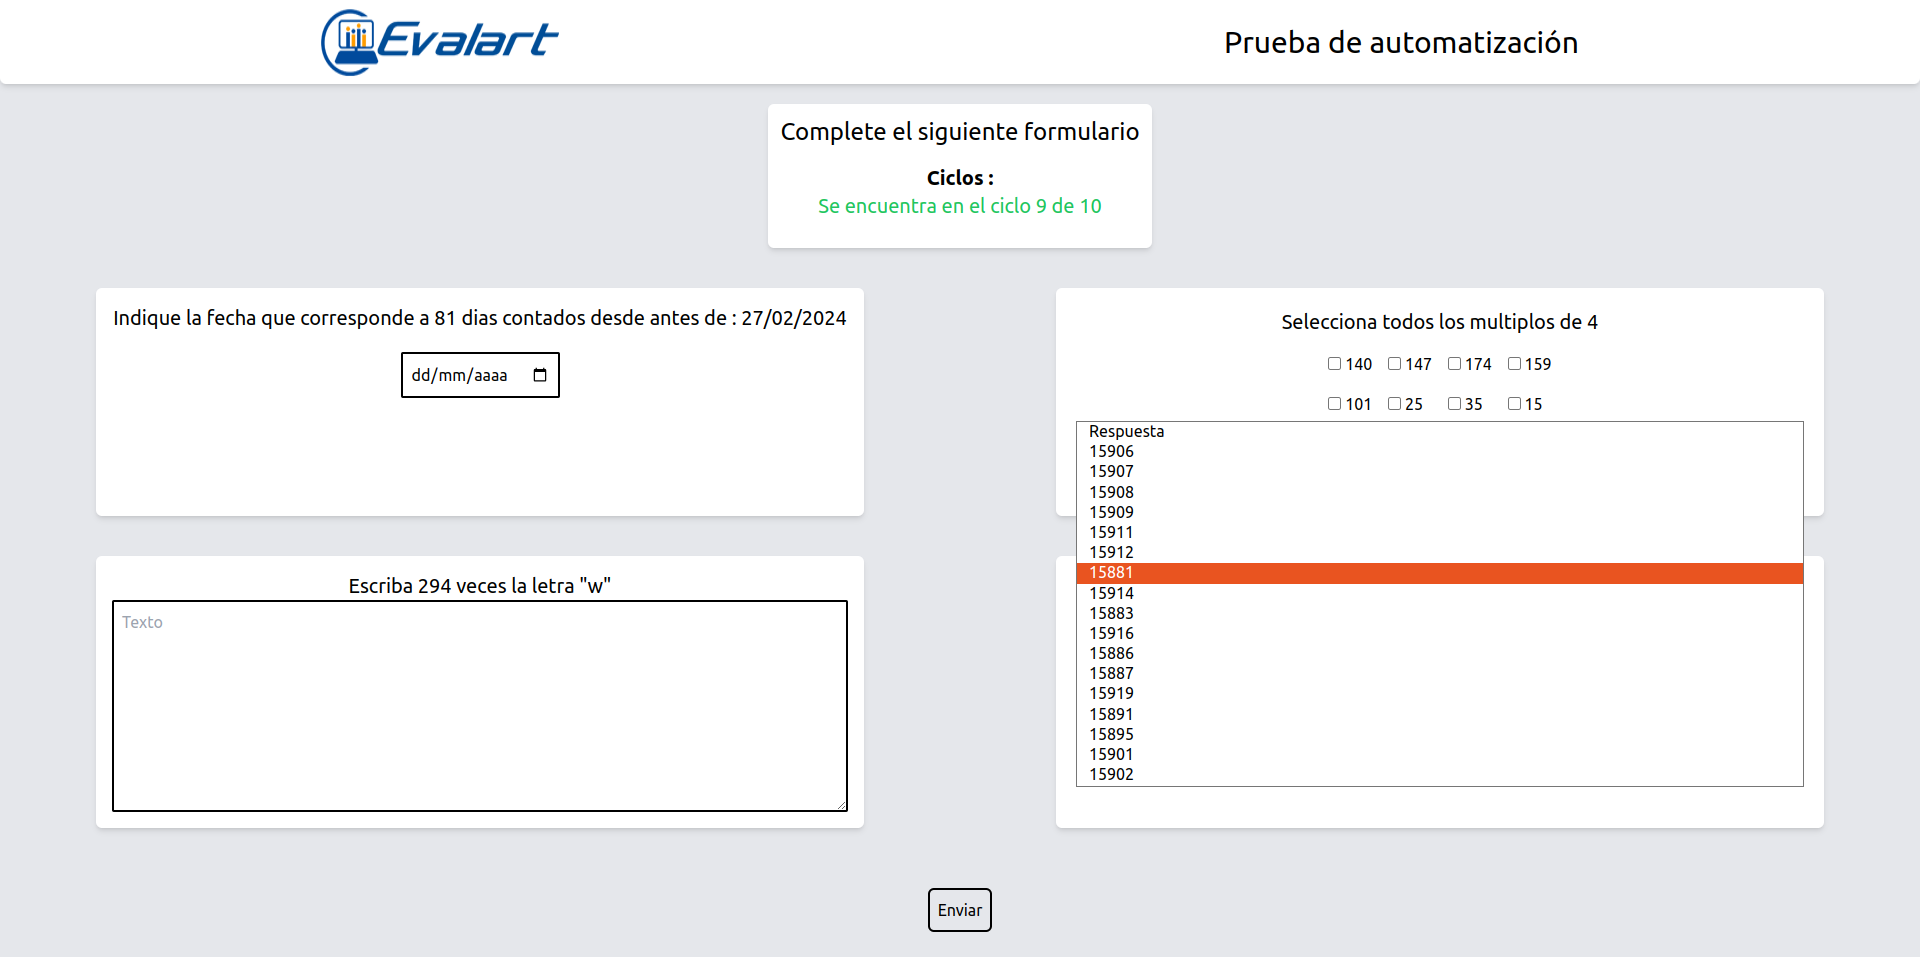 Evalart
Prueba de automatización
Complete el siguiente formulario
Ciclos :
Se encuentra en el ciclo 9 de 10
Indique la fecha que corresponde a 81 dias contados desde antes de : 27/02/2024
dd/mm/aaaa
Selecciona todos los multiplos de 4
140 147 174 159
101 25 35 15
Respuesta
15906
15907
15908
15909
15911
15912
15881
15914
15883
15916
15886
15887
15919
15891
15895
15901
15902
Escriba 294 veces la letra "w"
Texto
Enviar